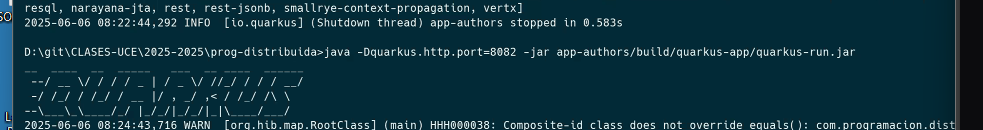 resql, narayana-jta, rest, rest-jsonb, smallrye-context-propagation, vertx]
2025-06-06 08:22:44,292 INFO  [io.quarkus] (Shutdown thread) app-authors stopped in 0.583s
D:\git\CLASES-UCE\2025-2025\prog-distribuida>java -Dquarkus.http.port=8082 -jar app-authors/build/quarkus-app/quarkus-run.jar
__  ____  __  _____   ___  __ ____  ______
 --/ __ \/ / / / _ | / _ \/ //_/ / / / __/
 -/ /_/ / /_/ / __ |/ , _/ ,< / /_/ /\ \
--\___\_\____/_/ |_/_/|_/_/|_|\____/___/
2025-06-06 08:24:43,716 WARN  [org.hib.map.RootClass] (main) HHH000038: Composite-id class does not override equals(): com.programacion.dist